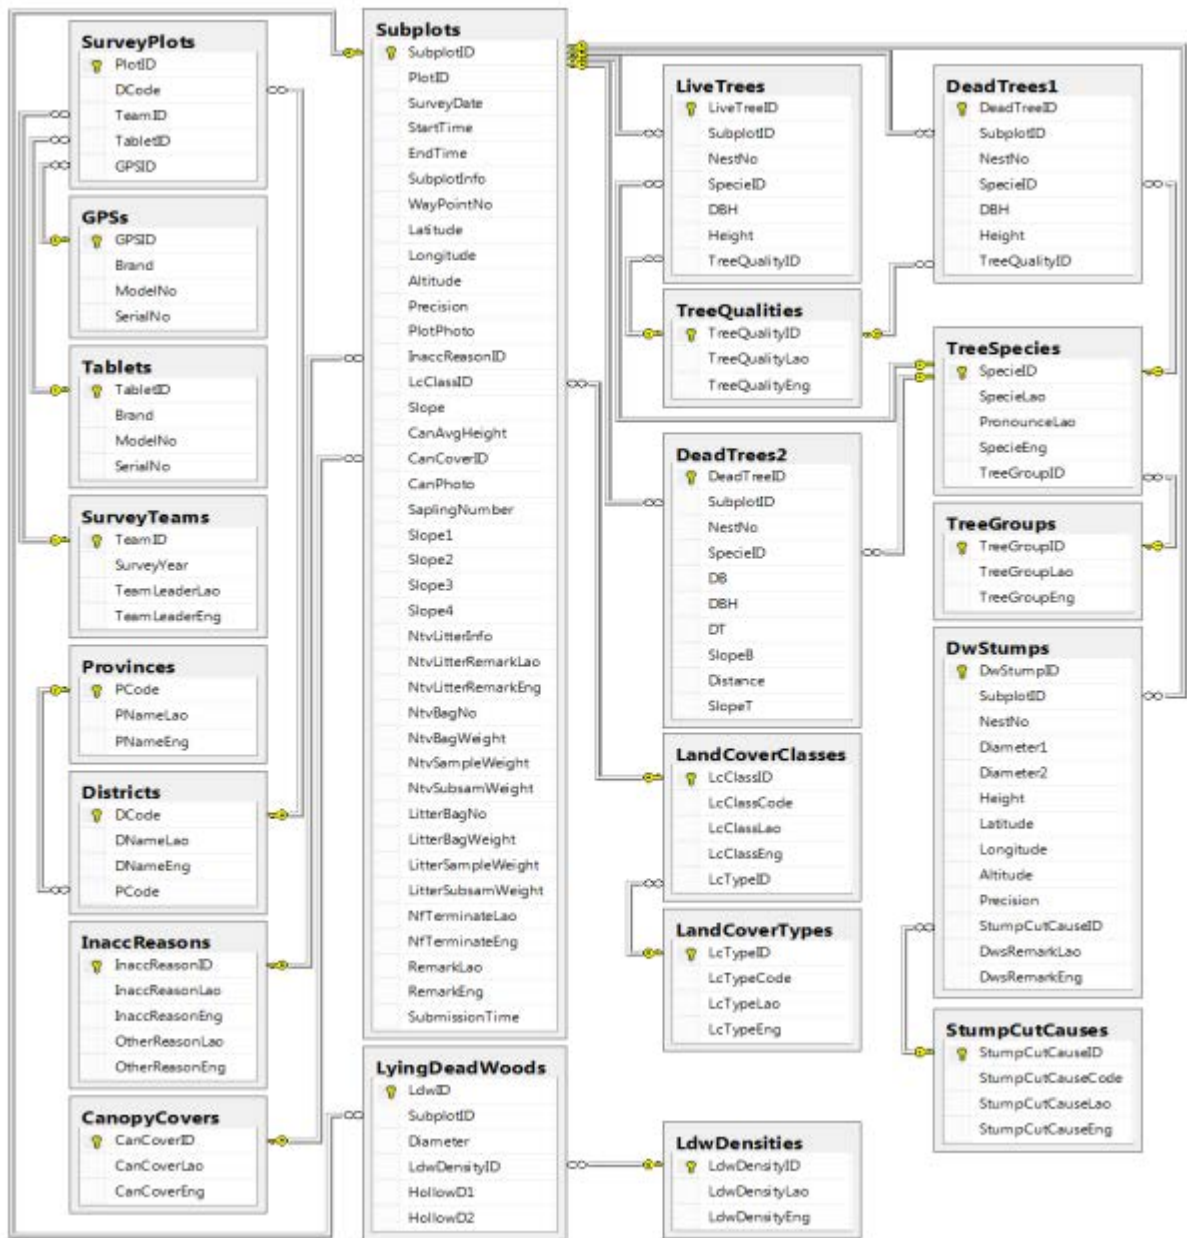 SurveyPlots
PlotID
DCode
TeamID
TabletID
GPSID
GPSs
GPSID
Brand
ModelNo
SerialNo
Tablets
TabletID
Brand
ModelNo
SerialNo
SurveyTeams
TeamID
SurveyYear
TeamLeaderLao
TeamLeaderEng
Provinces
PCode
PNameLao
PNameEng
Districts
DCode
DNameLao
DNameEng
PCode
InaccReasons
InaccReasonID
InaccReasonLao
InaccReasonEng
OtherReasonLao
OtherReasonEng
CanopyCovers
CanCoverID
CanCoverLao
CanCoverEng
Subplots
SubplotID
PlotID
SurveyDate
StartTime
EndTime
SubplotInfo
WayPointNo
Latitude
Longitude
Altitude
Precision
PlotPhoto
InaccReasonID
LcClassID
Slope
CanAvgHeight
CanCoverID
CanPhoto
SaplingNumber
Slope1
Slope2
Slope3
Slope4
NtvLitterInfo
NtvLitterRemarkLao
NtvLitterRemarkEng
NtvBagNo
NtvBagWeight
NtvSampleWeight
NtvSubsamWeight
LitterBagNo
LitterBagWeight
LitterSampleWeight
LitterSubsamWeight
NfTerminateLao
NfTerminateEng
RemarkLao
RemarkEng
SubmissionTime
LyingDeadWoods
LdwID
SubplotID
Diameter
LdwDensityID
HollowD1
HollowD2
LiveTrees
LiveTreeID
SubplotID
NestNo
SpecieID
DBH
Height
TreeQualityID
TreeQualities
TreeQualityID
TreeQualityLao
TreeQualityEng
DeadTrees2
DeadTreeID
SubplotID
NestNo
SpecieID
DB
DBH
DT
SlopeB
Distance
SlopeT
LandCoverClasses
LcClassID
LcClassCode
LcClassLao
LcClassEng
LcTypeID
LandCoverTypes
LcTypeID
LcTypeCode
LcTypeLao
LcTypeEng
LdwDensities
LdwDensityID
LdwDensityLao
LdwDensityEng
DeadTrees1
DeadTreeID
SubplotID
NestNo
SpecieID
DBH
Height
TreeQualityID
TreeSpecies
SpecieID
SpecieLao
PronounceLao
SpecieEng
TreeGroupID
TreeGroups
TreeGroupID
TreeGroupLao
TreeGroupEng
DwStumps
DwStumpID
SubplotID
NestNo
Diameter1
Diameter2
Height
Latitude
Longitude
Altitude
Precision
StumpCutCauseID
DwsRemarkLao
DwsRemarkEng
StumpCutCauses
StumpCutCauseID
StumpCutCauseCode
StumpCutCauseLao
StumpCutCauseEng